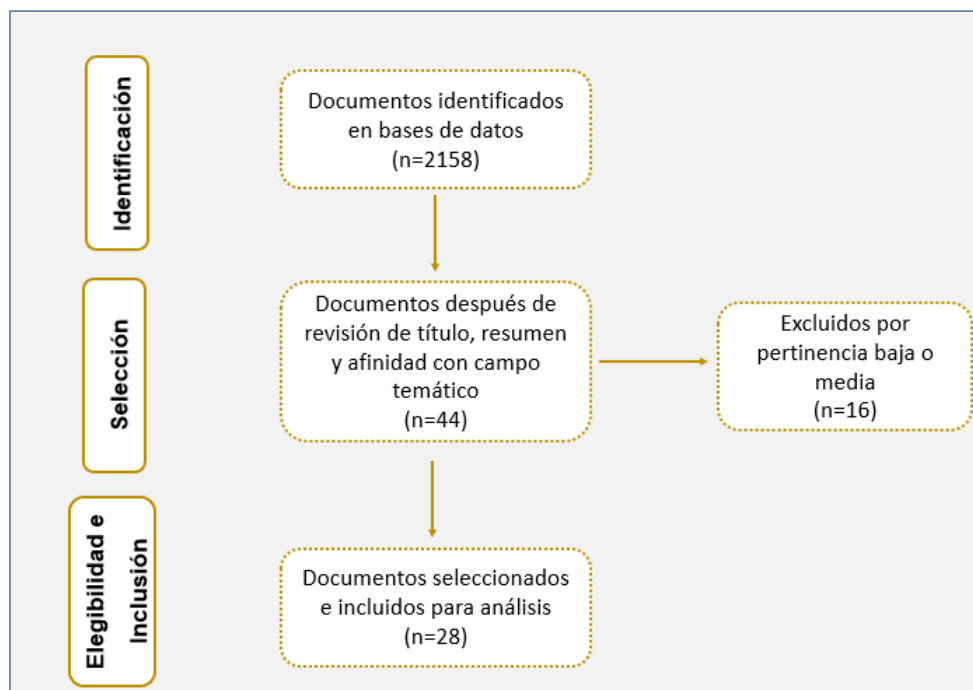 Identificación
Documentos identificados
en bases de datos
(n=2158)
Selección
Documentos después de
revisión de título, resumen
y afinidad con campo
temático
(n=44)
Excluidos por
pertinencia baja o
media
(n=16)
Elegibilidad e
Inclusión
Documentos seleccionados
e incluidos para análisis
(n=28)